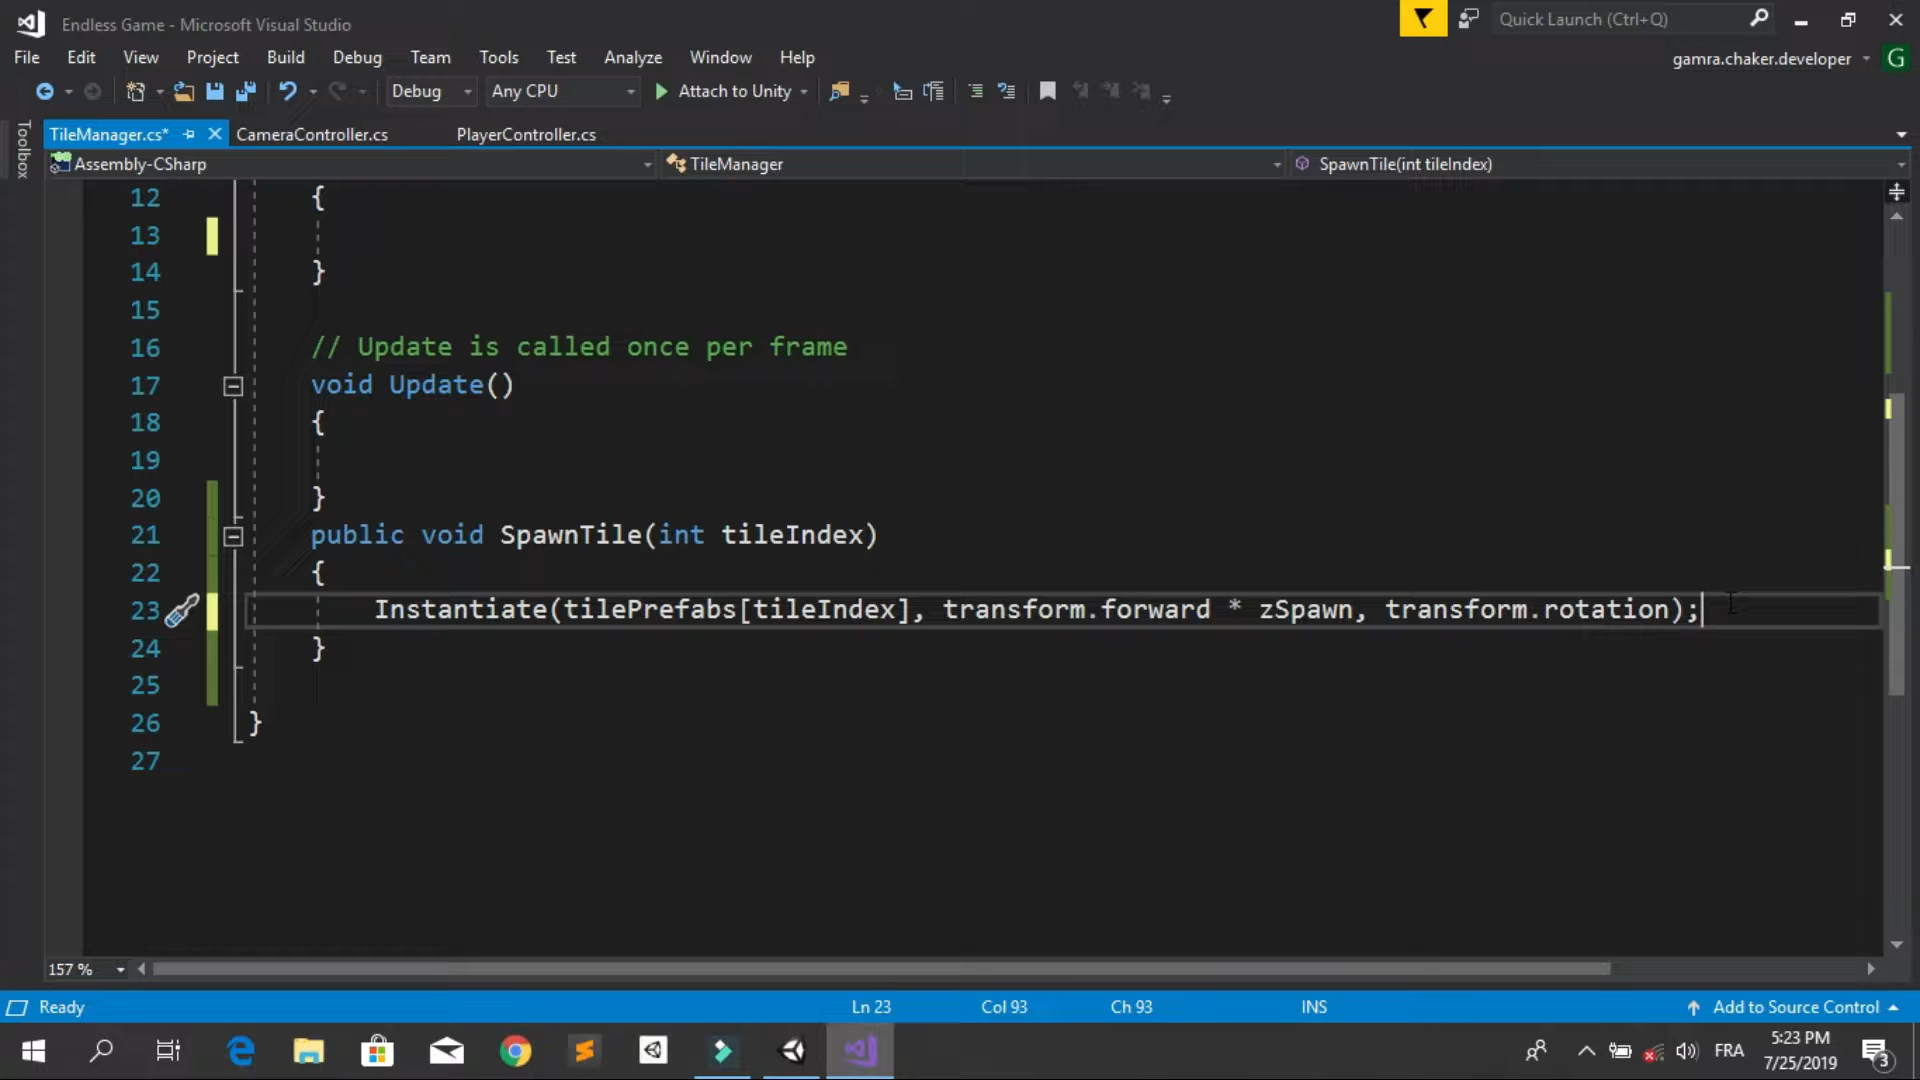 Endless Game - Microsoft Visual Studio
Quick Launch (Ctrl+Q)
File Edit View Project Build Debug Team Tools Test Analyze Window Help
gamra.chaker.developer G
Debug Any CPU Attach to Unity
Toolbox
TileManager.cs* CameraController.cs PlayerController.cs
Assembly-CSharp TileManager SpawnTile(int tileIndex)
12 {
13
14 }
15
16 // Update is called once per frame
17 void Update()
18 {
19
20 }
21 public void SpawnTile(int tileIndex)
22 {
23 Instantiate(tilePrefabs[tileIndex], transform.forward * zSpawn, transform.rotation);
24 }
25
26 }
27
157 %
Ready Ln 23 Col 93 Ch 93 INS Add to Source Control
FRA 5:23 PM
7/25/2019 3